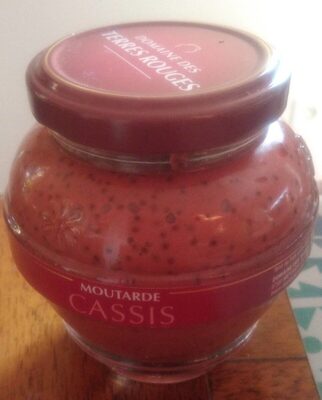 DOMAINE DES
TERRES ROUGES
MOUTARDE
CASSIS